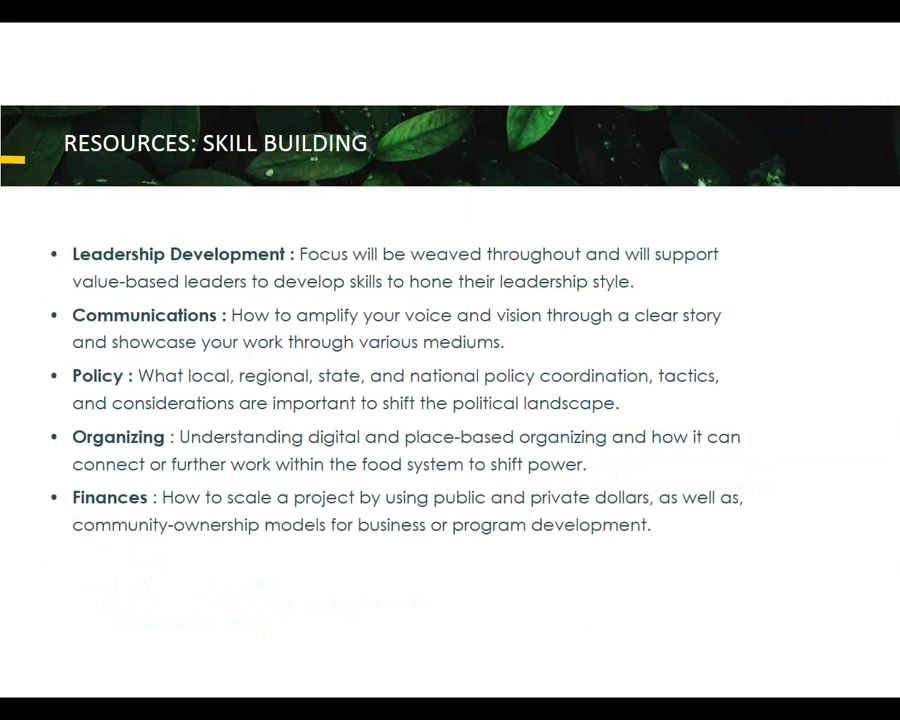 RESOURCES: SKILL BUILDING
• Leadership Development : Focus will be weaved throughout and will support
value-based leaders to develop skills to hone their leadership style.
• Communications : How to amplify your voice and vision through a clear story
and showcase your work through various mediums.
• Policy : What local, regional, state, and national policy coordination, tactics,
and considerations are important to shift the political landscape.
• Organizing : Understanding digital and place-based organizing and how it can
connect or further work within the food system to shift power.
• Finances : How to scale a project by using public and private dollars, as well as,
community-ownership models for business or program development.